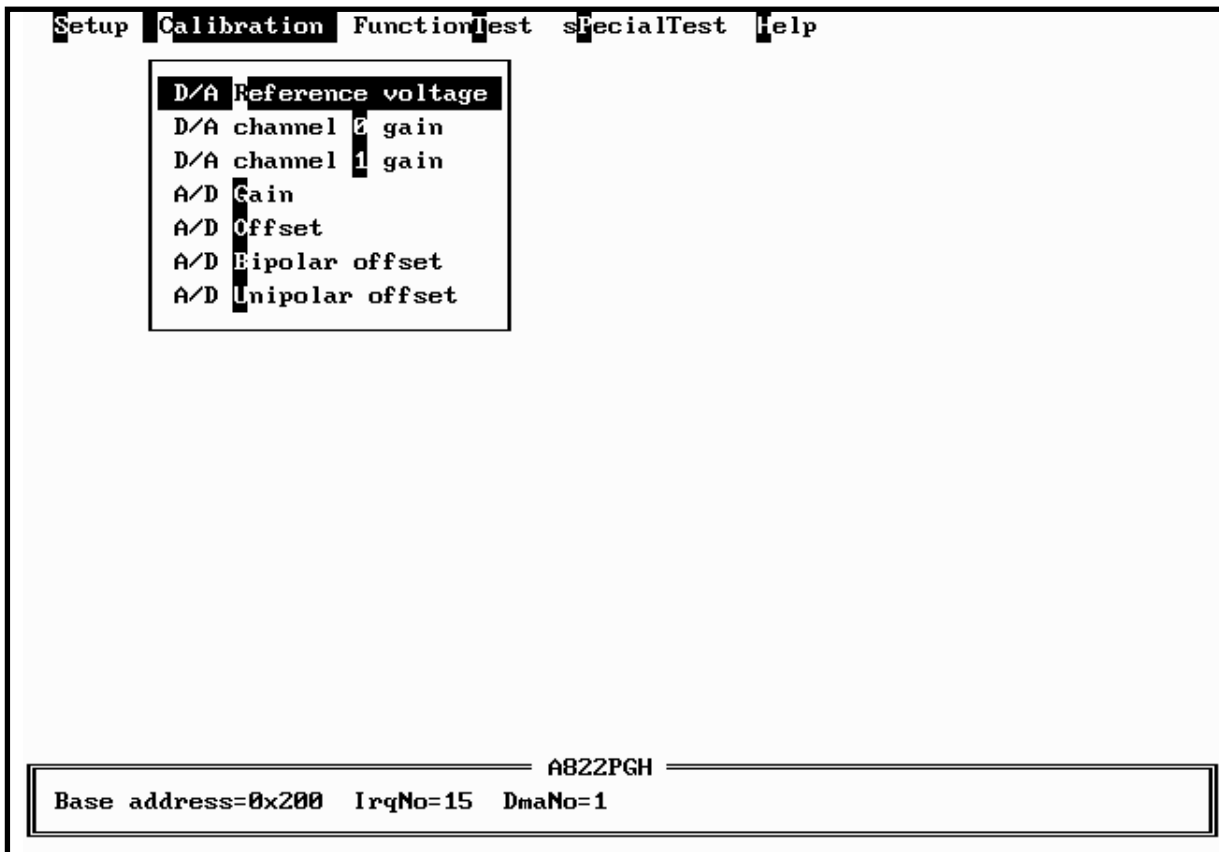 Setup Calibration FunctionTest sPecialTest Help
D/A Reference voltage
D/A channel 0 gain
D/A channel 1 gain
A/D Gain
A/D Offset
A/D Bipolar offset
A/D Unipolar offset
A822PGH
Base address=0x200 IrqNo=15 DmaNo=1